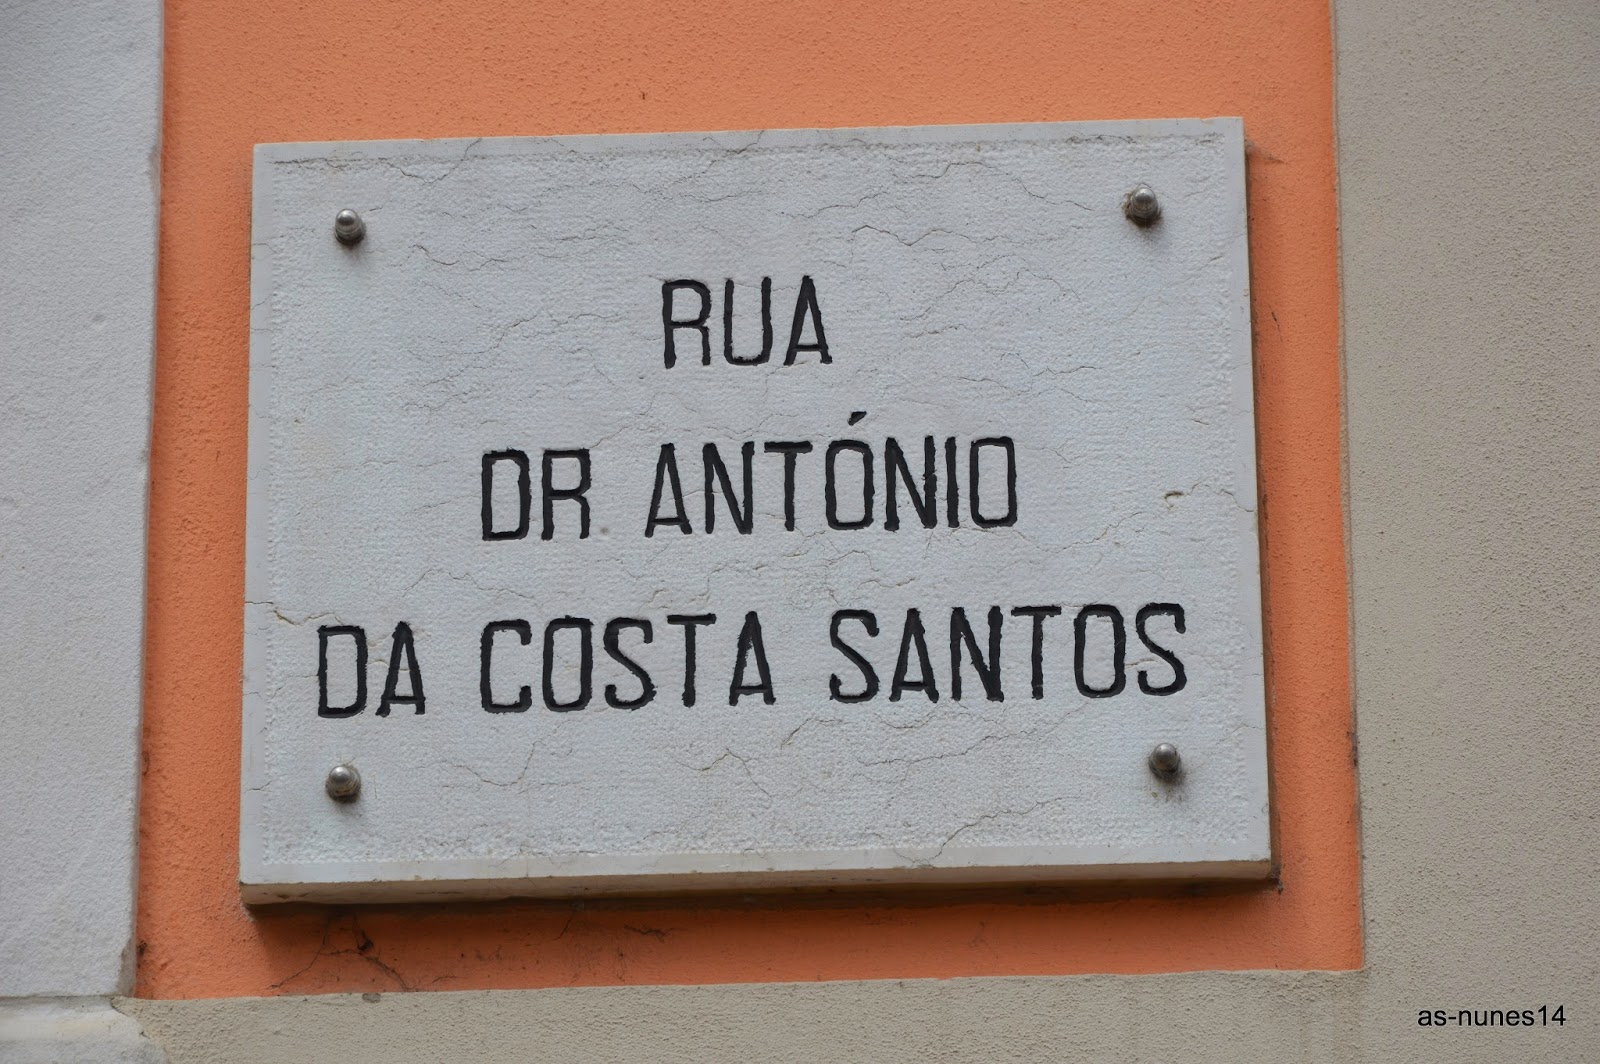 RUA
DR ANTÓNIO
DA COSTA SANTOS
as-nunes14